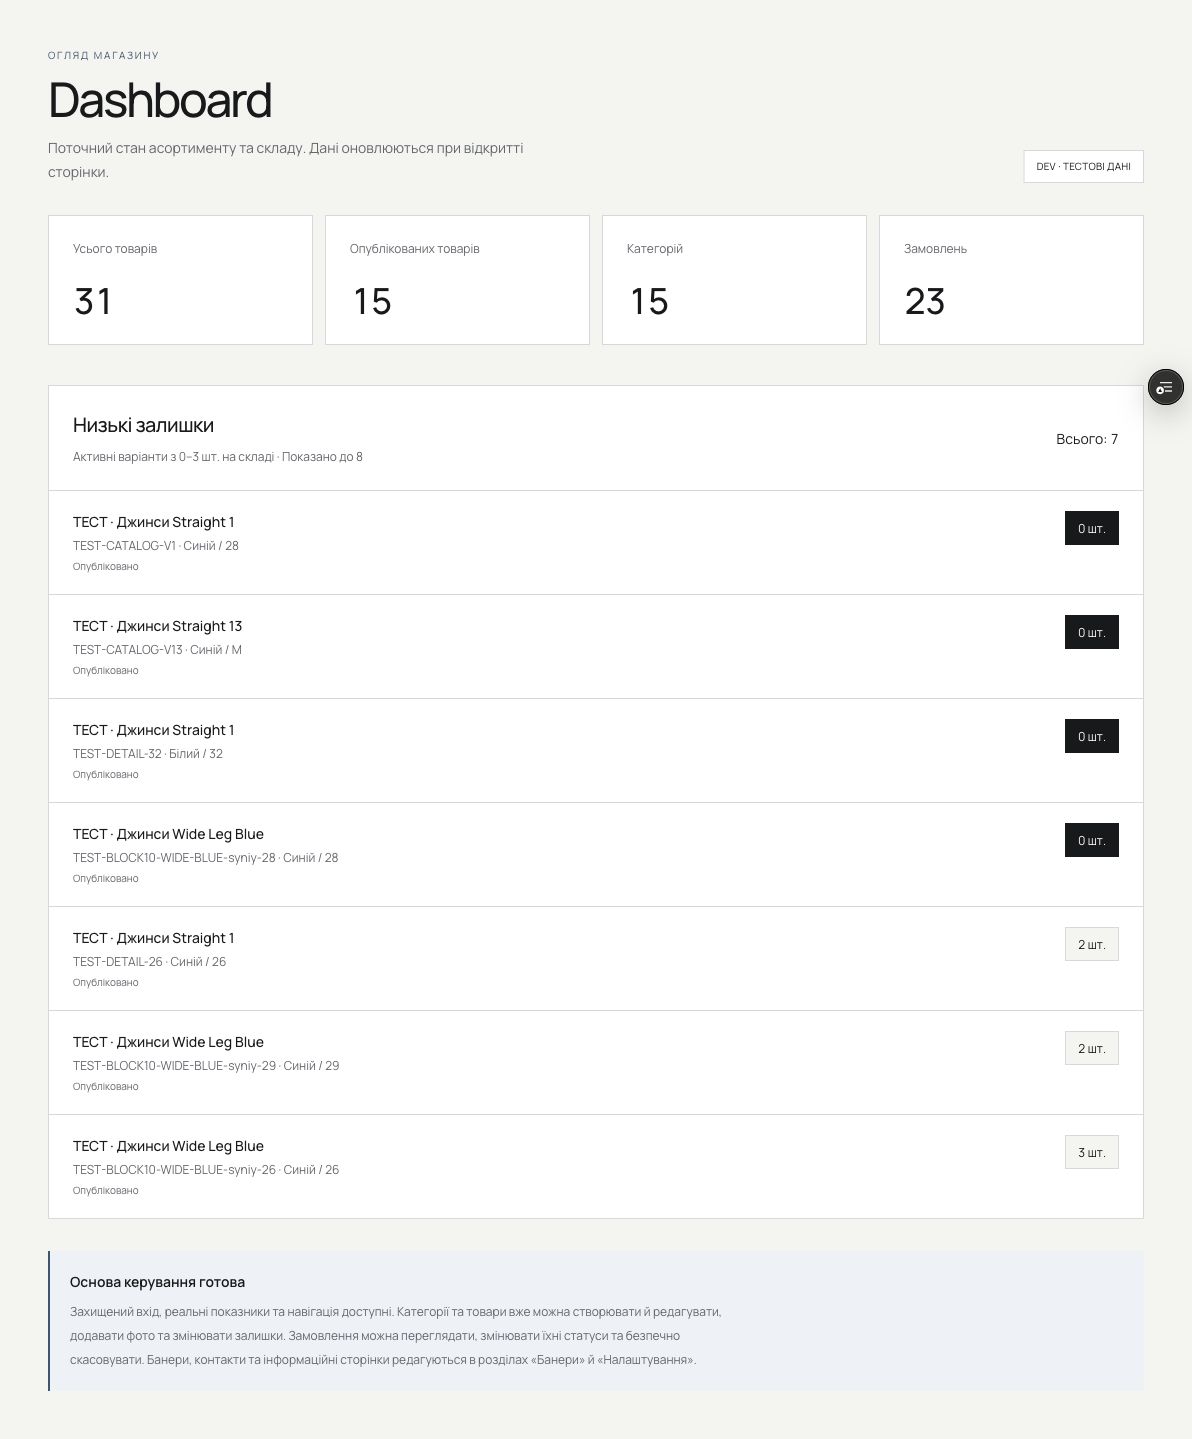 ОГЛЯД МАГАЗИНУ
Dashboard
Поточний стан асортименту та складу. Дані оновлюються при відкритті
сторінки.
DEV · ТЕСТОВІ ДАНІ
Усього товарів
31
Опублікованих товарів
15
Категорій
15
Замовлень
23
Низькі залишки
Активні варіанти з 0–3 шт. на складі · Показано до 8
Всього: 7
ТЕСТ · Джинси Straight 1
TEST-CATALOG-V1 · Синій / 28
Опубліковано
0 шт.
ТЕСТ · Джинси Straight 13
TEST-CATALOG-V13 · Синій / M
Опубліковано
0 шт.
ТЕСТ · Джинси Straight 1
TEST-DETAIL-32 · Білий / 32
Опубліковано
0 шт.
ТЕСТ · Джинси Wide Leg Blue
TEST-BLOCK10-WIDE-BLUE-syniy-28 · Синій / 28
Опубліковано
0 шт.
ТЕСТ · Джинси Straight 1
TEST-DETAIL-26 · Синій / 26
Опубліковано
2 шт.
ТЕСТ · Джинси Wide Leg Blue
TEST-BLOCK10-WIDE-BLUE-syniy-29 · Синій / 29
Опубліковано
2 шт.
ТЕСТ · Джинси Wide Leg Blue
TEST-BLOCK10-WIDE-BLUE-syniy-26 · Синій / 26
Опубліковано
3 шт.
Основа керування готова
Захищений вхід, реальні показники та навігація доступні. Категорії та товари вже можна створювати й редагувати,
додавати фото та змінювати залишки. Замовлення можна переглядати, змінювати їхні статуси та безпечно
скасовувати. Банери, контакти та інформаційні сторінки редагуються в розділах «Банери» й «Налаштування».